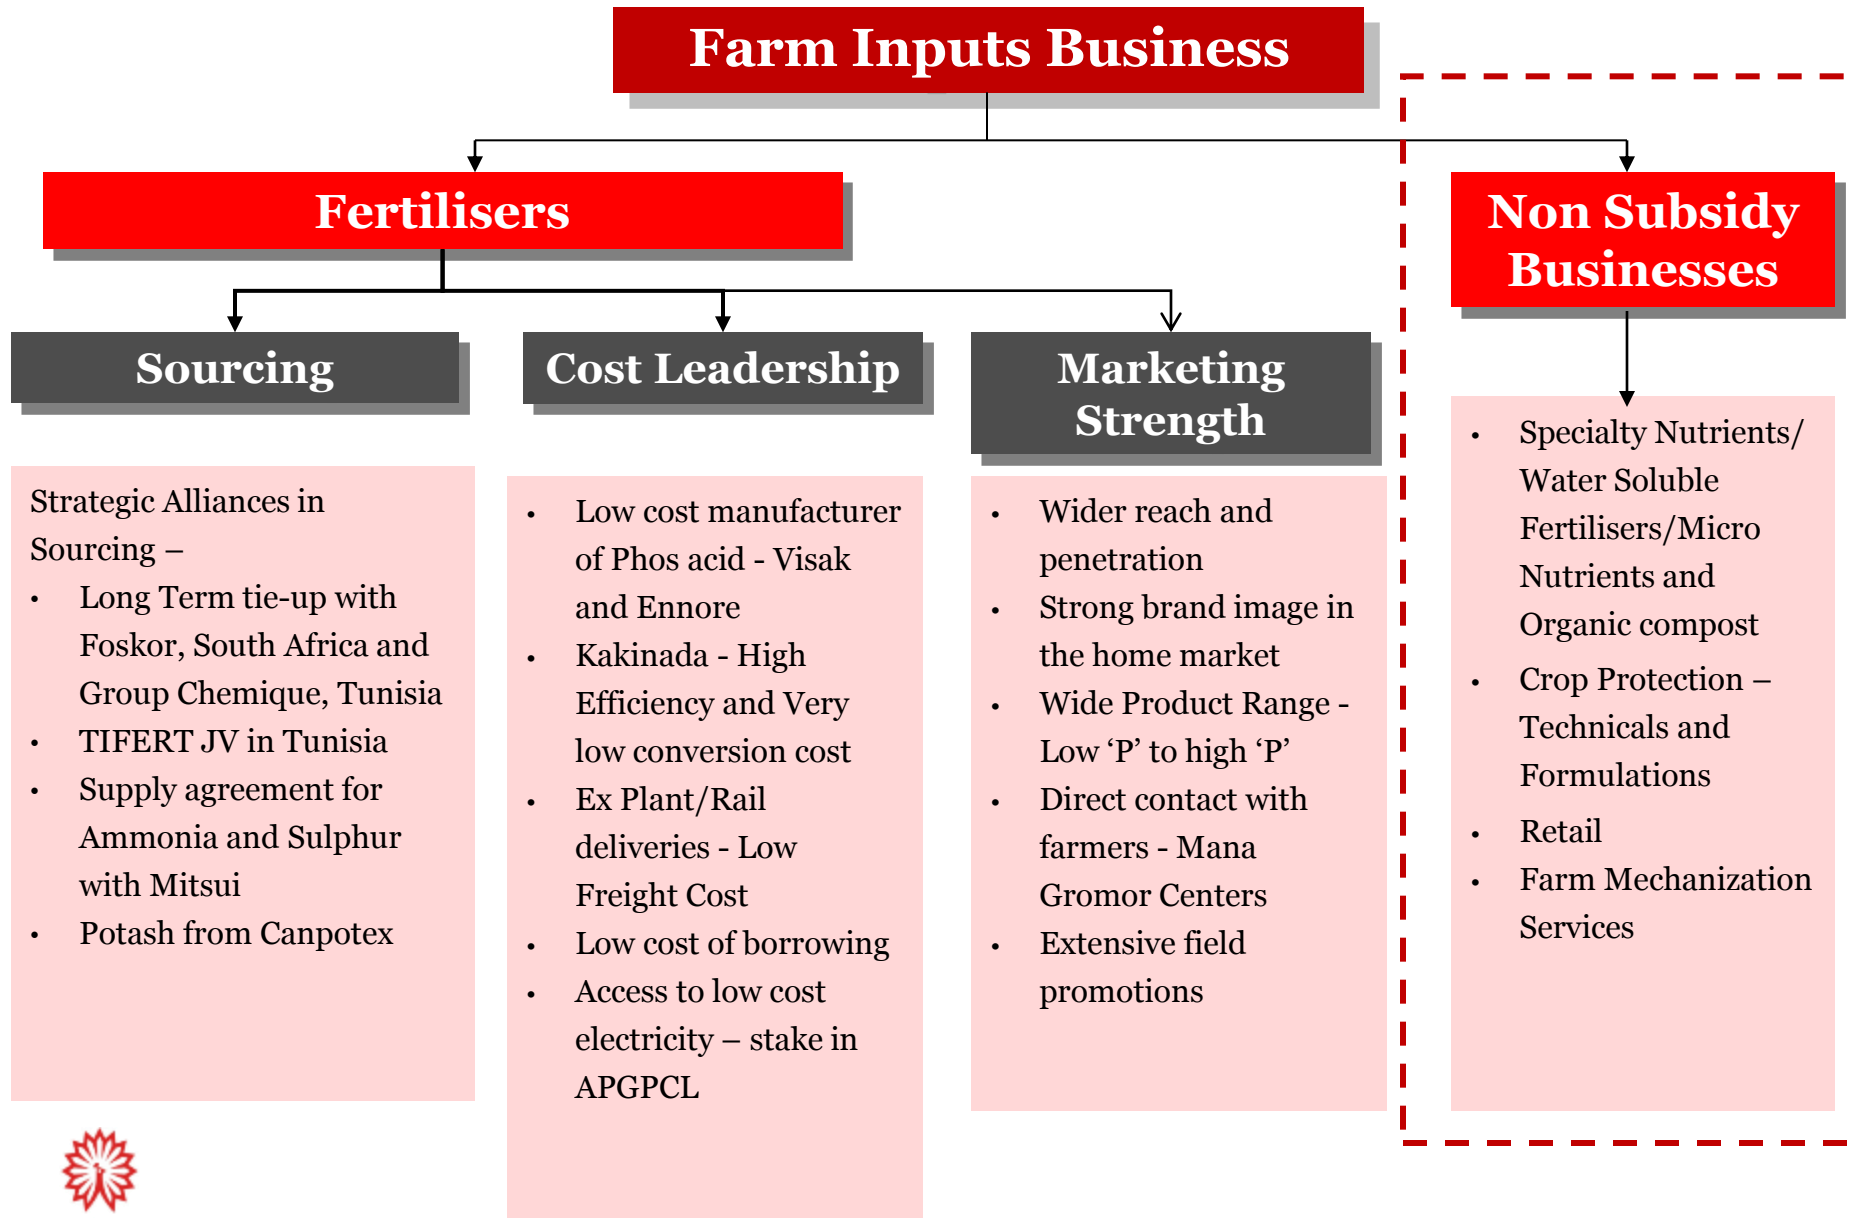 Farm Inputs Business
Fertilisers
Non Subsidy
Businesses
Sourcing
Cost Leadership
Marketing
Strength
Strategic Alliances in
Sourcing –
• Long Term tie-up with
Foskor, South Africa and
Group Chemique, Tunisia
• TIFERT JV in Tunisia
• Supply agreement for
Ammonia and Sulphur
with Mitsui
• Potash from Canpotex
• Low cost manufacturer
of Phos acid - Visak
and Ennore
• Kakinada - High
Efficiency and Very
low conversion cost
• Ex Plant/Rail
deliveries - Low
Freight Cost
• Low cost of borrowing
• Access to low cost
electricity – stake in
APGPCL
• Wider reach and
penetration
• Strong brand image in
the home market
• Wide Product Range -
Low ‘P’ to high ‘P’
• Direct contact with
farmers - Mana
Gromor Centers
• Extensive field
promotions
• Specialty Nutrients/
Water Soluble
Fertilisers/Micro
Nutrients and
Organic compost
• Crop Protection –
Technicals and
Formulations
• Retail
• Farm Mechanization
Services